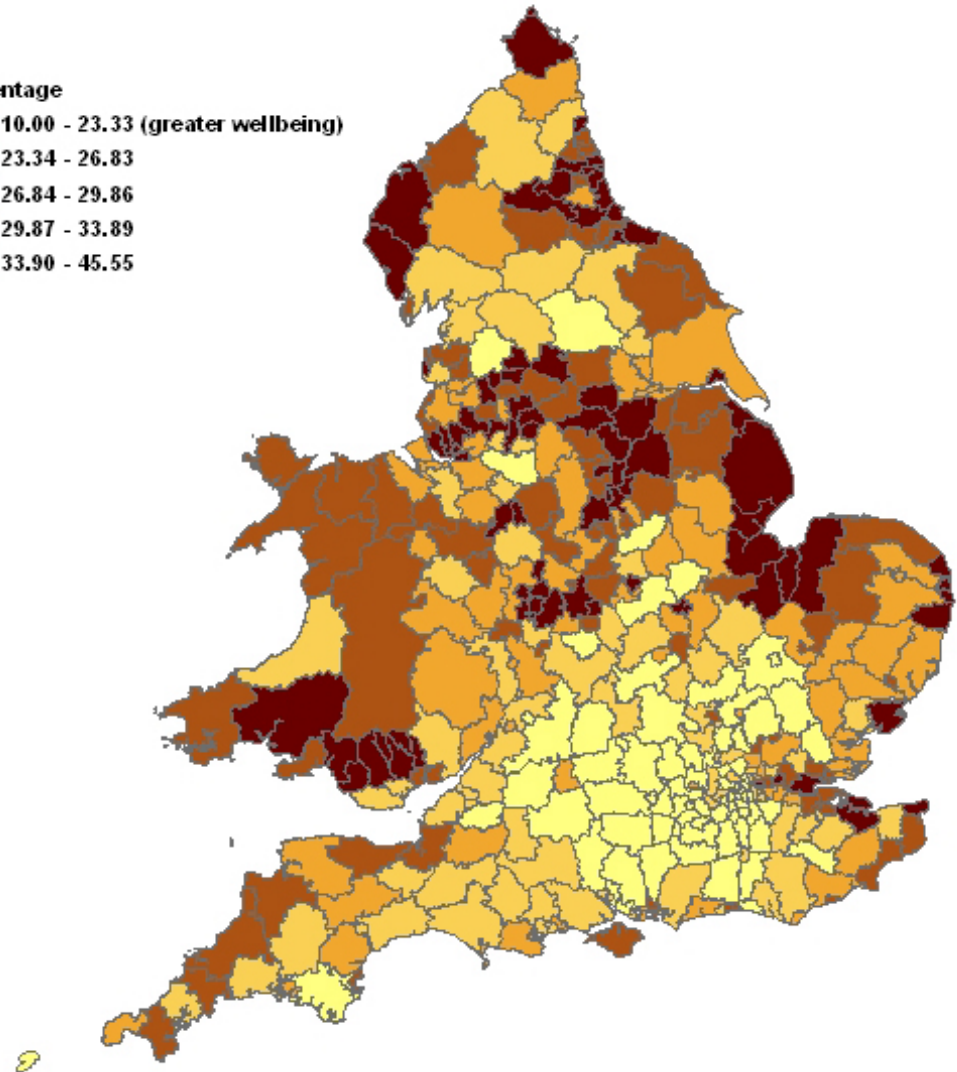 entage
10.00 - 23.33 (greater wellbeing)
23.34 - 26.83
26.84 - 29.86
29.87 - 33.89
33.90 - 45.55